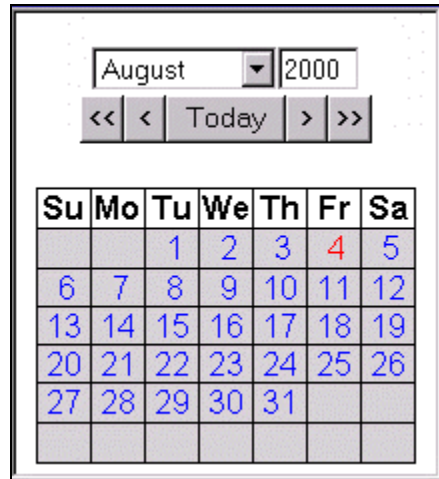 August 2000
<< < Today > >>
Su Mo Tu We Th Fr Sa
1 2 3 4 5
6 7 8 9 10 11 12
13 14 15 16 17 18 19
20 21 22 23 24 25 26
27 28 29 30 31